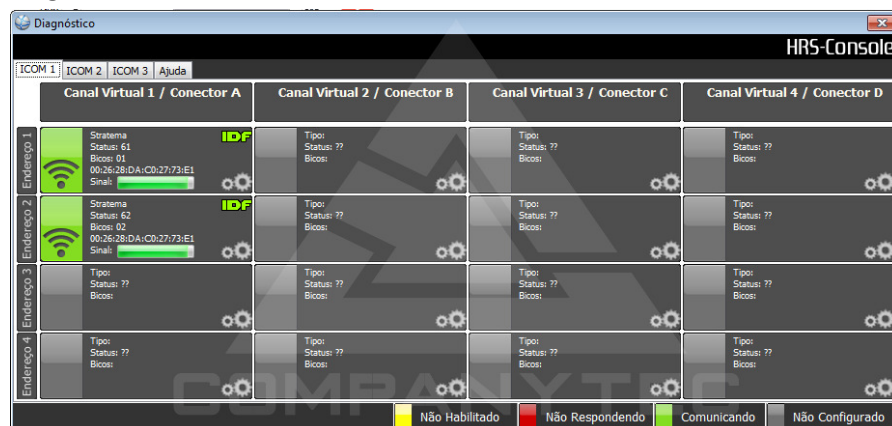 Diagnóstico
HRS-Console
ICOM 1 ICOM 2 ICOM 3 Ajuda
Canal Virtual 1 / Conector A
Canal Virtual 2 / Conector B
Canal Virtual 3 / Conector C
Canal Virtual 4 / Conector D
Endereço 1
Stratema
Status: 61
Bicos: 01
00:26:28:DA:C0:27:73:E1
Sinal:
IDF
Tipo:
Status: ??
Bicos:
Tipo:
Status: ??
Bicos:
Tipo:
Status: ??
Bicos:
Endereço 2
Stratema
Status: 62
Bicos: 02
00:26:28:DA:C0:27:73:E1
Sinal:
IDF
Tipo:
Status: ??
Bicos:
Tipo:
Status: ??
Bicos:
Tipo:
Status: ??
Bicos:
Endereço 3
Tipo:
Status: ??
Bicos:
Tipo:
Status: ??
Bicos:
Tipo:
Status: ??
Bicos:
Tipo:
Status: ??
Bicos:
Endereço 4
Tipo:
Status: ??
Bicos:
Tipo:
Status: ??
Bicos:
Tipo:
Status: ??
Bicos:
Tipo:
Status: ??
Bicos:
COMPANYTEC
Não Habilitado
Não Respondendo
Comunicando
Não Configurado